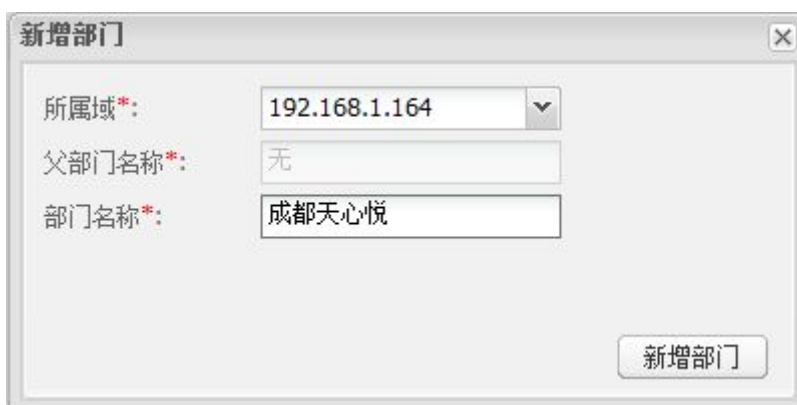 新增部门
所属域*: 192.168.1.164
父部门名称*: 无
部门名称*: 成都天心悦
新增部门